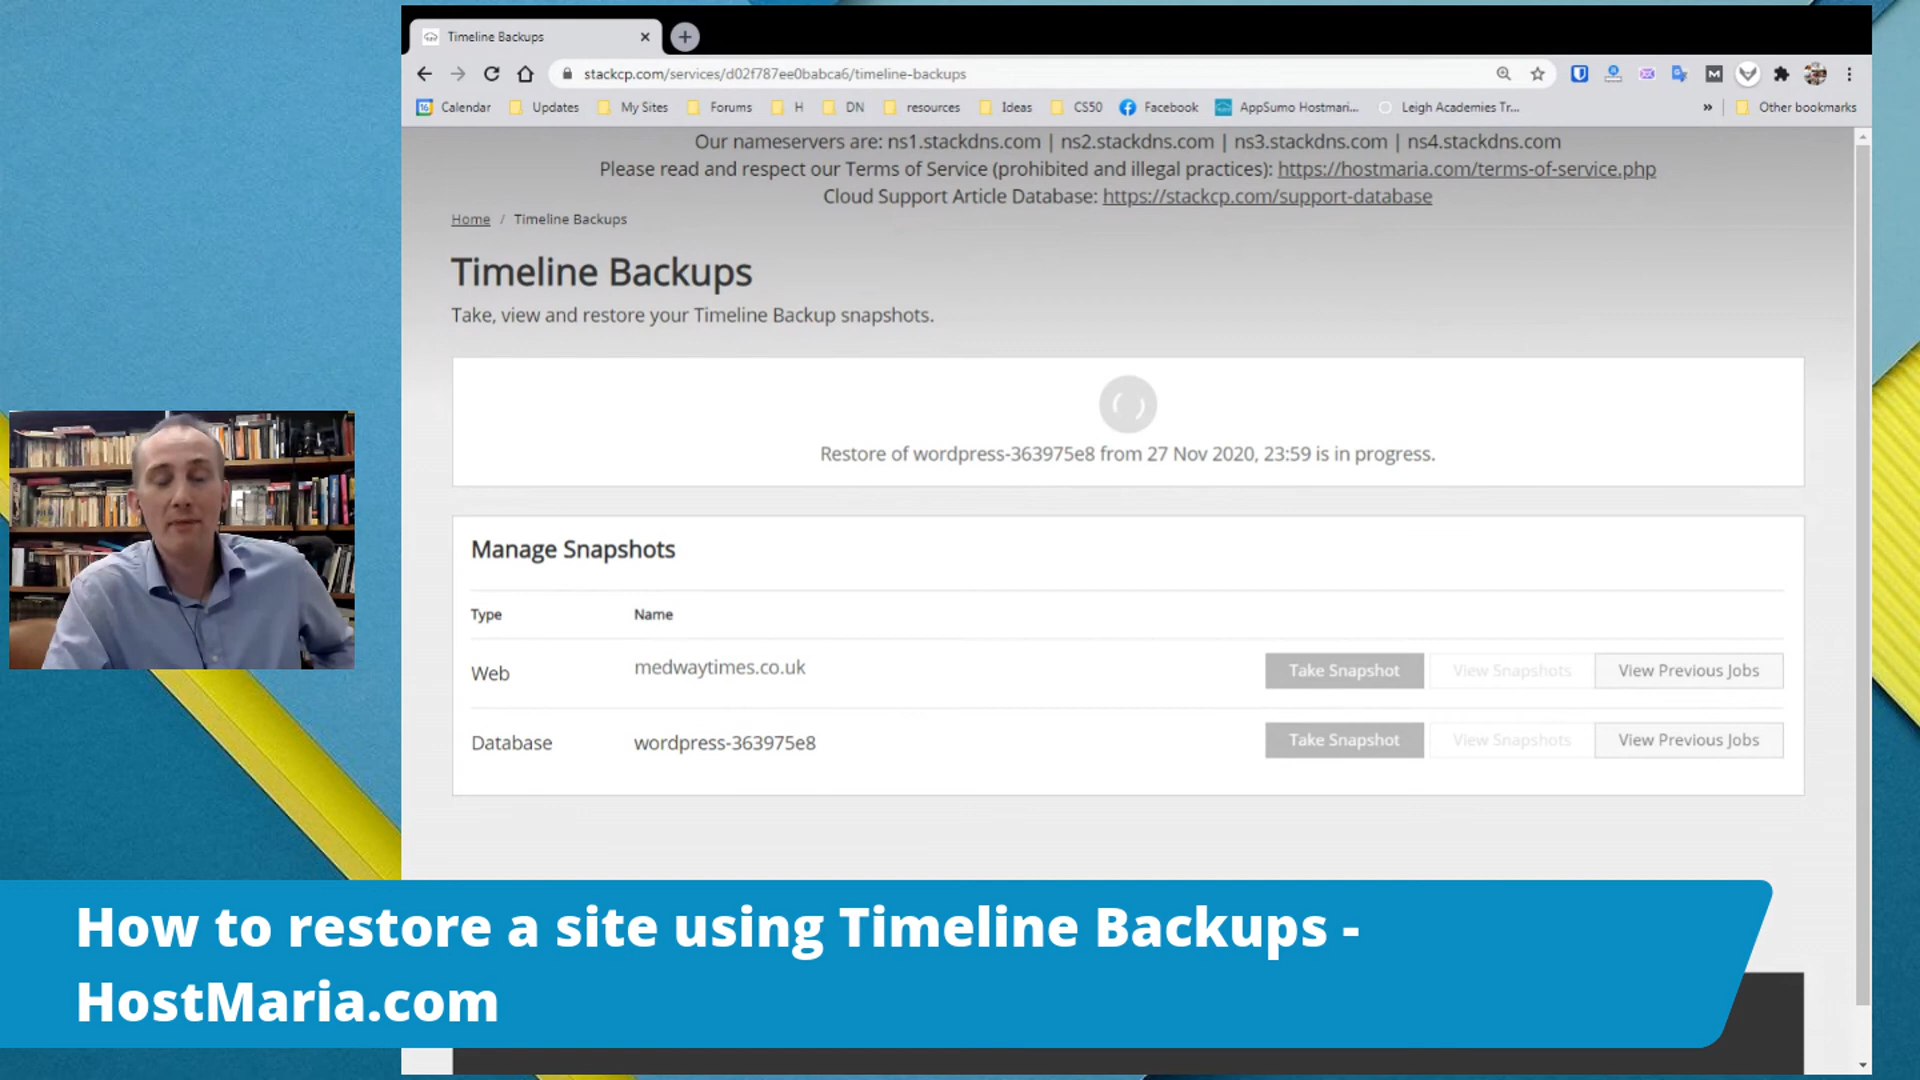 Timeline Backups
stackcp.com/services/d02f787ee0babca6/timeline-backups
16 Calendar Updates My Sites Forums H DN resources Ideas CS50 Facebook AppSumo Hostmari... Leigh Academies Tr... » Other bookmarks
Our nameservers are: ns1.stackdns.com | ns2.stackdns.com | ns3.stackdns.com | ns4.stackdns.com
Please read and respect our Terms of Service (prohibited and illegal practices): https://hostmaria.com/terms-of-service.php
Cloud Support Article Database: https://stackcp.com/support-database
Home / Timeline Backups
Timeline Backups
Take, view and restore your Timeline Backup snapshots.
Restore of wordpress-363975e8 from 27 Nov 2020, 23:59 is in progress.
Manage Snapshots
Type Name
Web medwaytimes.co.uk Take Snapshot View Snapshots View Previous Jobs
Database wordpress-363975e8 Take Snapshot View Snapshots View Previous Jobs
How to restore a site using Timeline Backups -
HostMaria.com